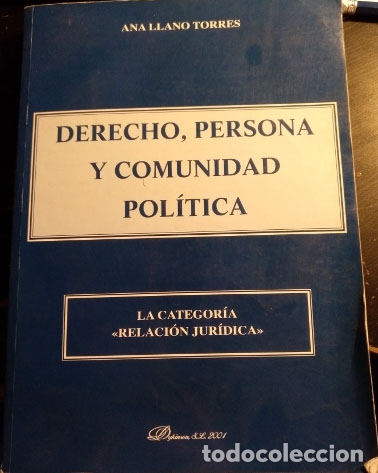 ANA LLANO TORRES
DERECHO, PERSONA
Y COMUNIDAD
POLÍTICA
LA CATEGORÍA
«RELACIÓN JURÍDICA»
Dykinson, S.L. 2001
todocoleccion